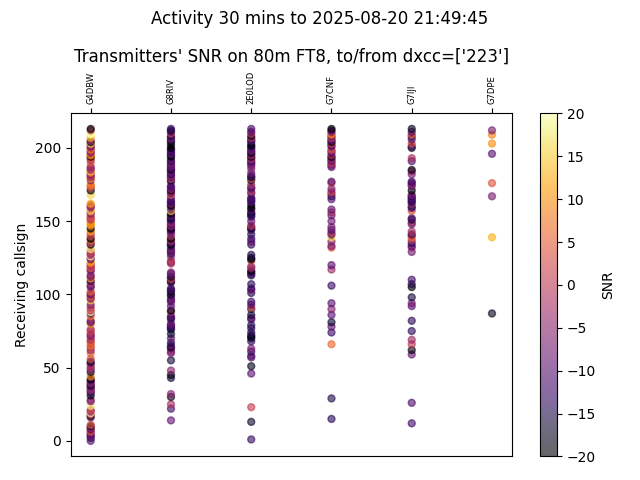 Activity 30 mins to 2025-08-20 21:49:45
Transmitters' SNR on 80m FT8, to/from dxcc=['223']
G4DBW G8RIV 2E0LOD G7CNF G7IJI G7DPE
Receiving callsign
200
150
100
50
0
20
15
10
5
0
−5
−10
−15
−20
SNR